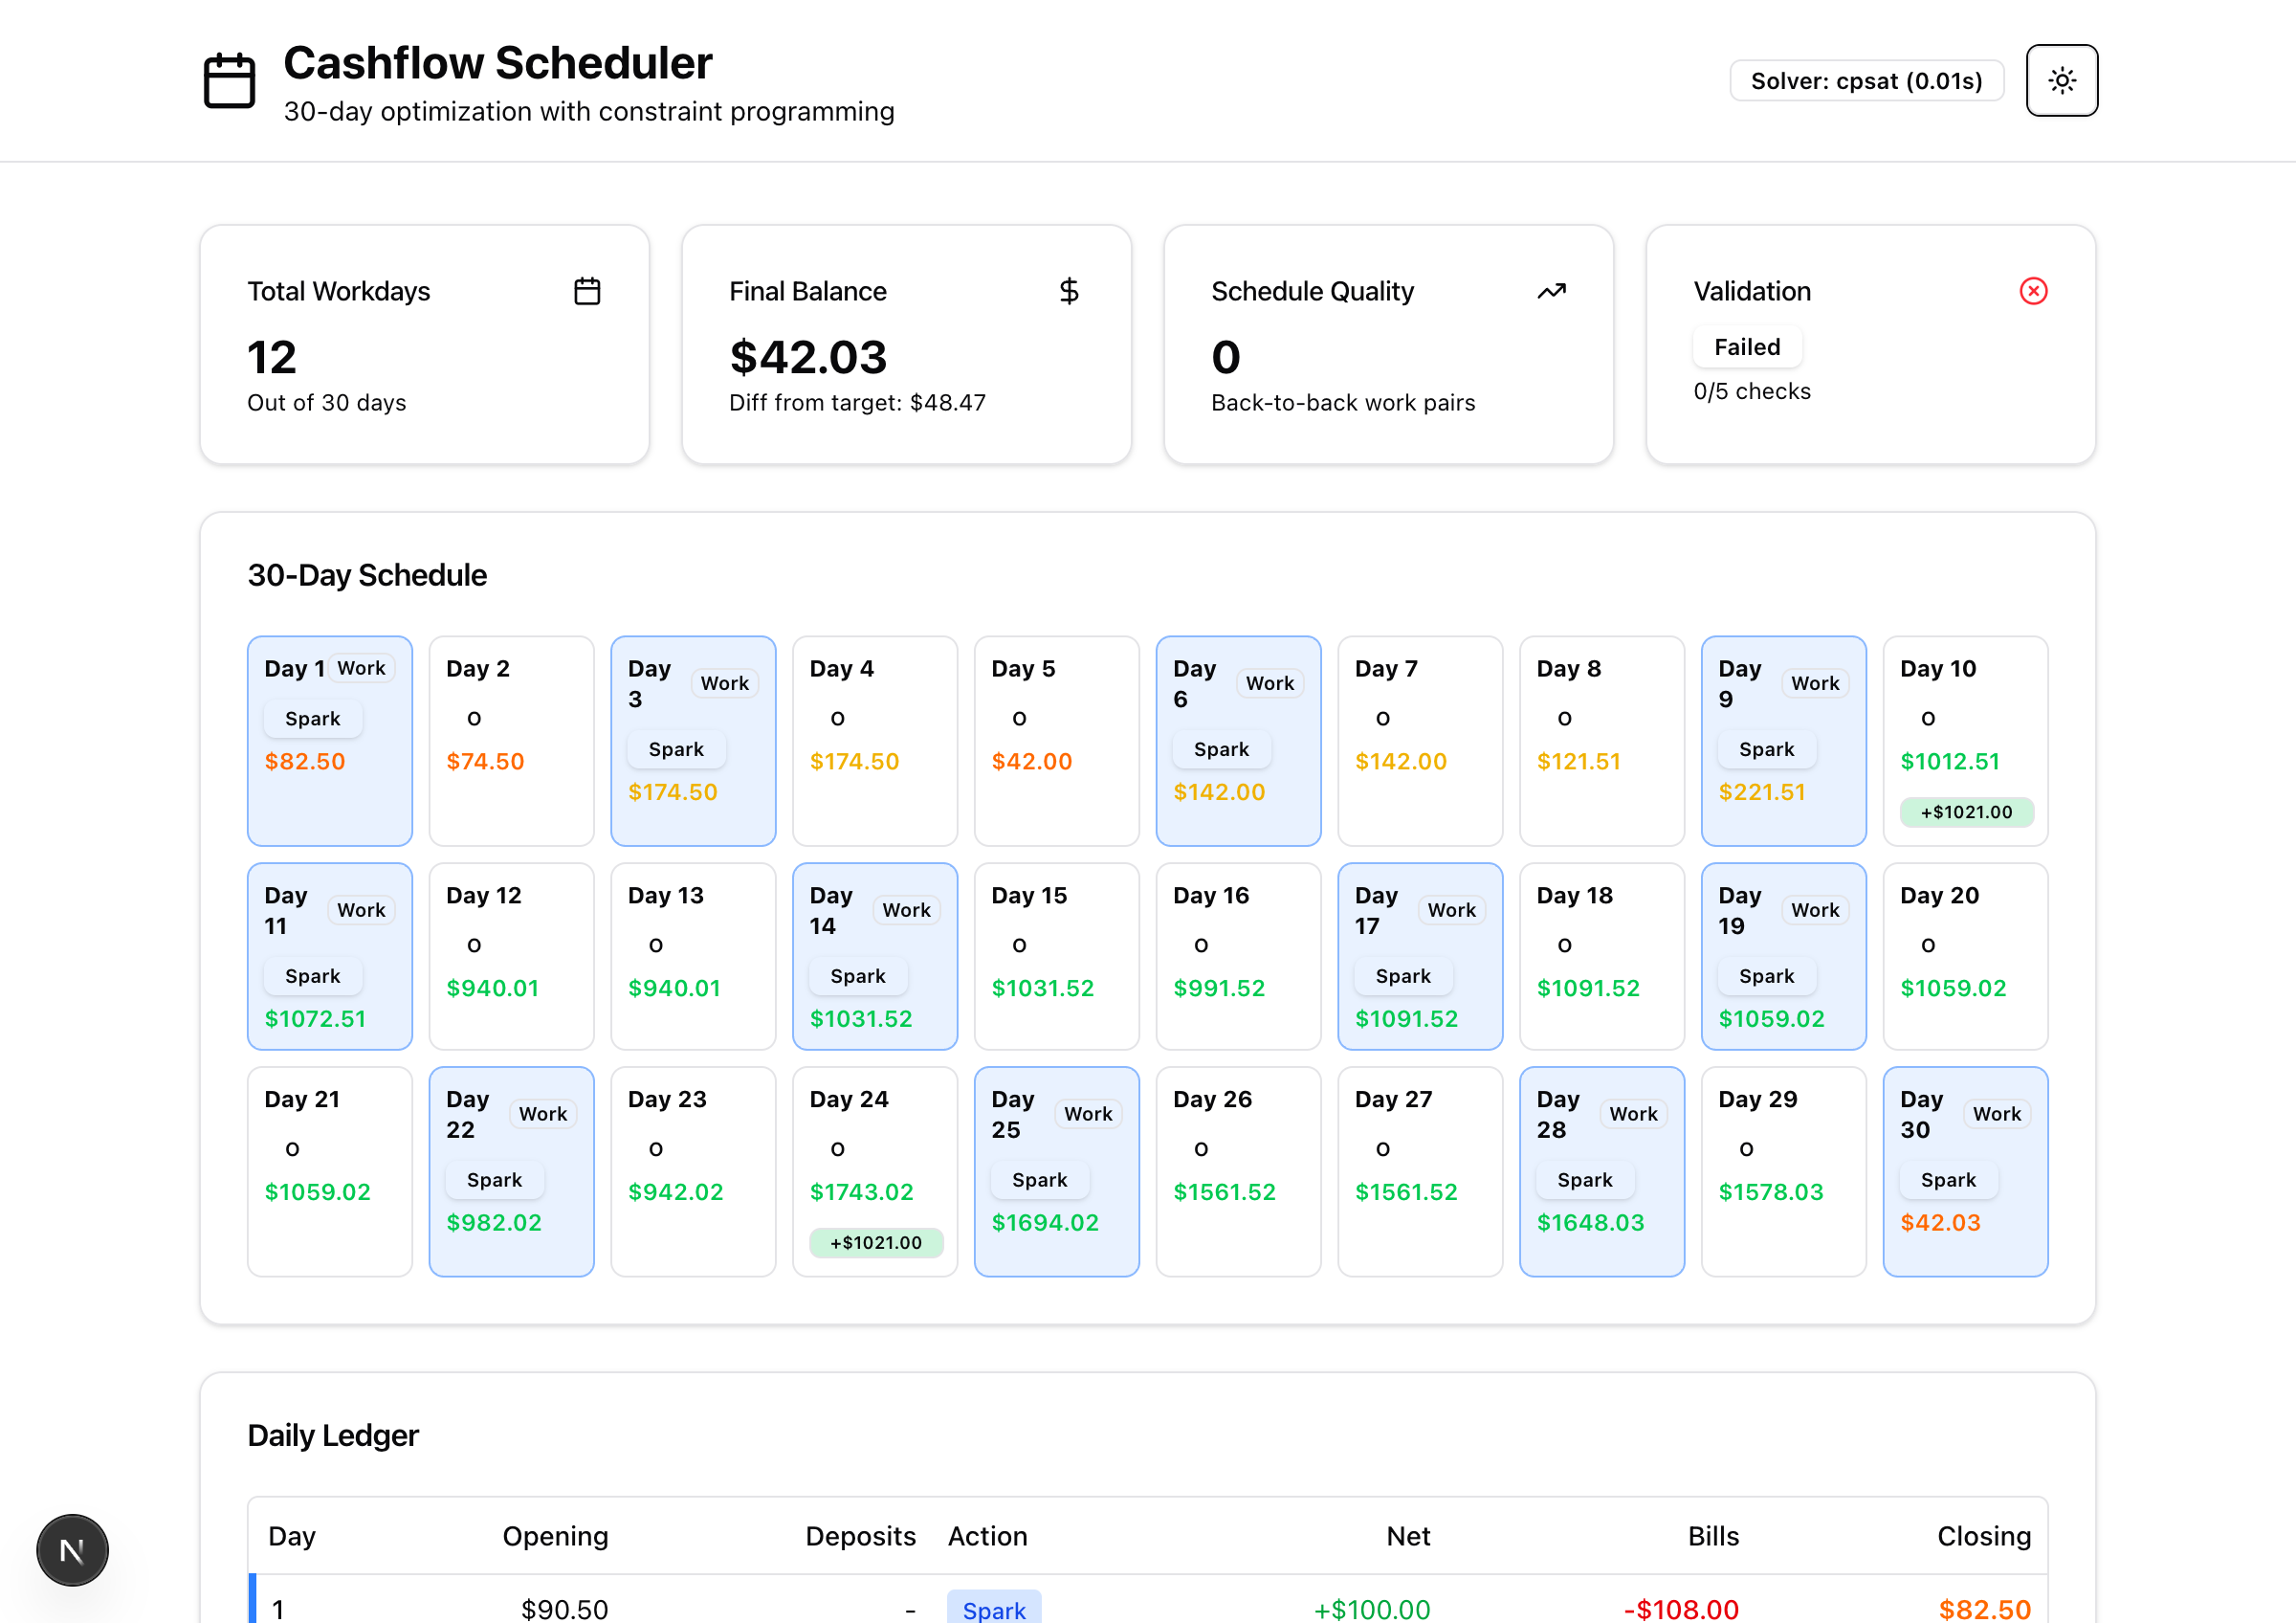 Cashflow Scheduler
30-day optimization with constraint programming
Solver: cpsat (0.01s)
Total Workdays
12
Out of 30 days
Final Balance
$42.03
Diff from target: $48.47
Schedule Quality
0
Back-to-back work pairs
Validation
Failed
0/5 checks
30-Day Schedule
Day 1 Work
Spark
$82.50
Day 2
O
$74.50
Day 3 Work
Spark
$174.50
Day 4
O
$174.50
Day 5
O
$42.00
Day 6 Work
Spark
$142.00
Day 7
O
$142.00
Day 8
O
$121.51
Day 9 Work
Spark
$221.51
Day 10
O
$1012.51
+$1021.00
Day 11 Work
Spark
$1072.51
Day 12
O
$940.01
Day 13
O
$940.01
Day 14 Work
Spark
$1031.52
Day 15
O
$1031.52
Day 16
O
$991.52
Day 17 Work
Spark
$1091.52
Day 18
O
$1091.52
Day 19 Work
Spark
$1059.02
Day 20
O
$1059.02
Day 21
O
$1059.02
Day 22 Work
Spark
$982.02
Day 23
O
$942.02
Day 24
O
$1743.02
+$1021.00
Day 25 Work
Spark
$1694.02
Day 26
O
$1561.52
Day 27
O
$1561.52
Day 28 Work
Spark
$1648.03
Day 29
O
$1578.03
Day 30 Work
Spark
$42.03
Daily Ledger
Day Opening Deposits Action Net Bills Closing
1 $90.50 - Spark +$100.00 -$108.00 $82.50
N